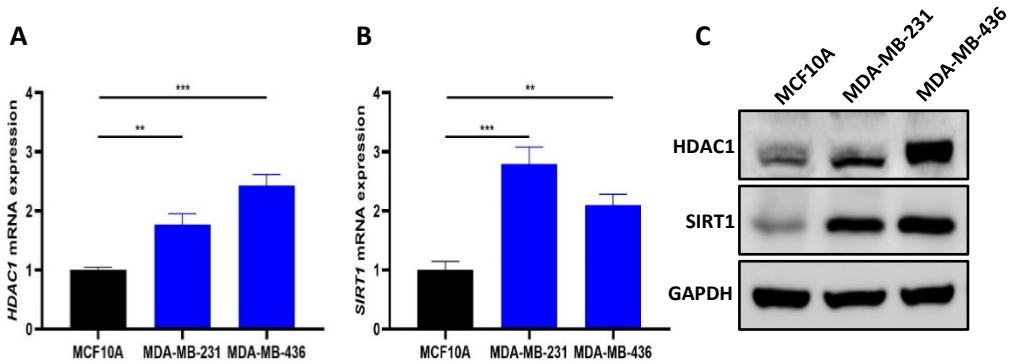 A
HDAC1 mRNA expression
4
3
2
1
0
***
**
MCF10A
MDA-MB-231
MDA-MB-436
B
SIRT1 mRNA expression
4
3
2
1
0
**
***
MCF10A
MDA-MB-231
MDA-MB-436
C
MCF10A
MDA-MB-231
MDA-MB-436
HDAC1
SIRT1
GAPDH